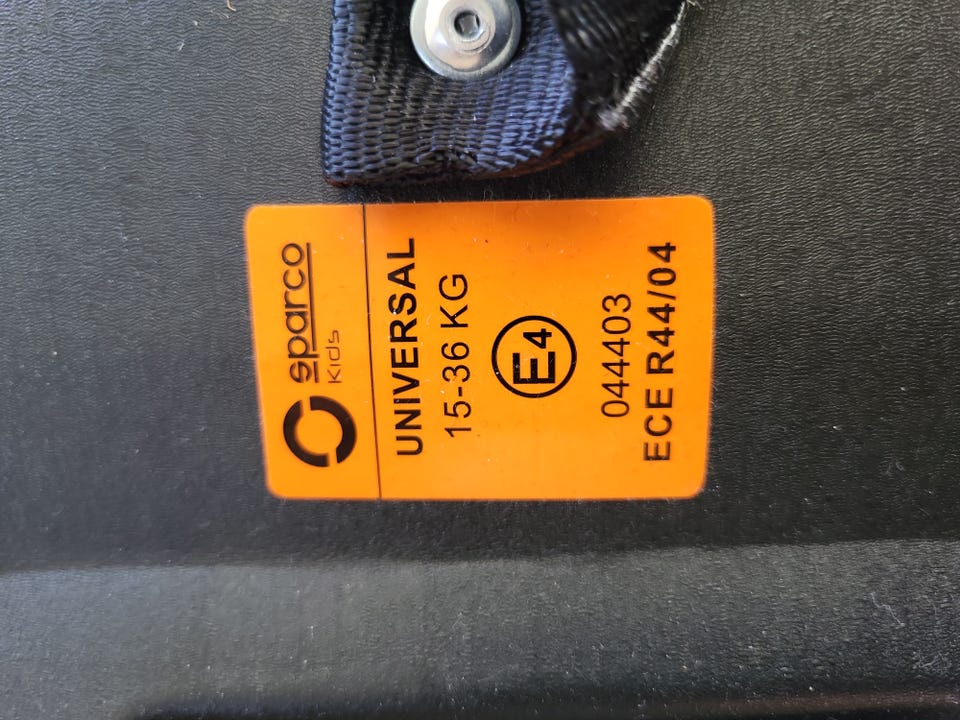 sparco
Kids
UNIVERSAL
15-36 KG
E4
044403
ECE R44/04